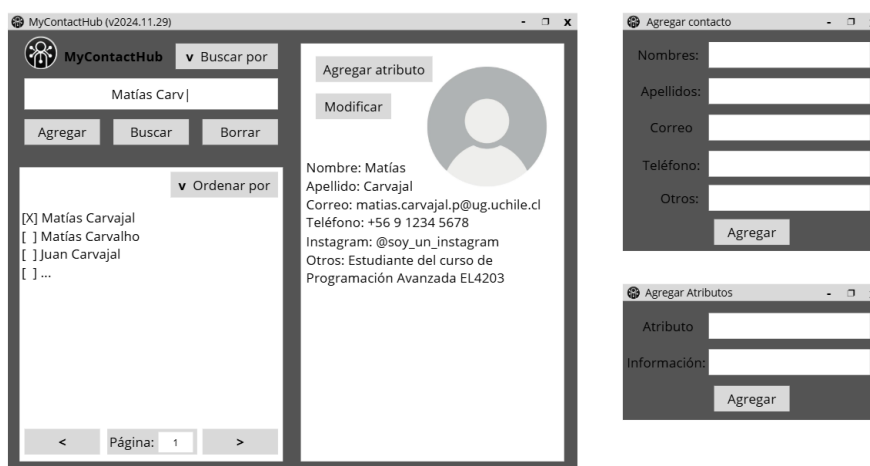 MyContactHub (v2024.11.29)
- x
MyContactHub
v Buscar por
Matías Carv|
Agregar
Buscar
Borrar
v Ordenar por
[X] Matías Carvajal
[ ] Matías Carvalho
[ ] Juan Carvajal
[ ] ...
<
Página:
1
>
Agregar atributo
Modificar
Nombre: Matías
Apellido: Carvajal
Correo: matias.carvajal.p@ug.uchile.cl
Teléfono: +56 9 1234 5678
Instagram: @soy_un_instagram
Otros: Estudiante del curso de
Programación Avanzada EL4203
Agregar contacto
Nombres:
Apellidos:
Correo
Teléfono:
Otros:
Agregar
Agregar Atributos
Atributo
Información:
Agregar